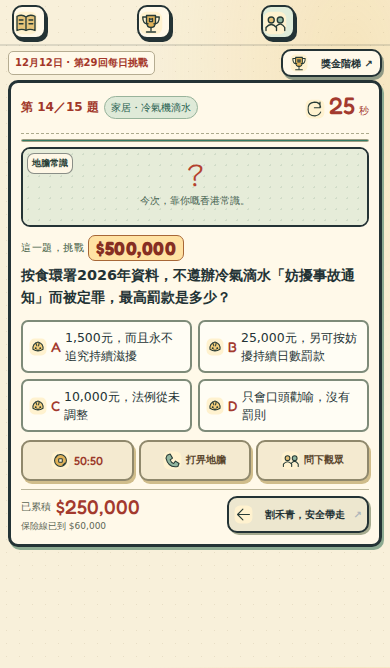 12月12日 · 第29回每日挑戰
獎金階梯 ↗
第 14／15 題
家居 · 冷氣機滴水
25 秒
地膽常識
?
今次，靠你嘅香港常識。
這一題，挑戰 $500,000
按食環署2026年資料，不遵辦冷氣滴水「妨擾事故通
知」而被定罪，最高罰款是多少？
A 1,500元，而且永不
追究持續滋擾
B 25,000元，另可按妨
擾持續日數罰款
C 10,000元，法例從未
調整
D 只會口頭勸喻，沒有
罰則
50:50
打畀地膽
問下觀眾
已累積 $250,000
保險線已到 $60,000
割禾青，安全帶走 ↗